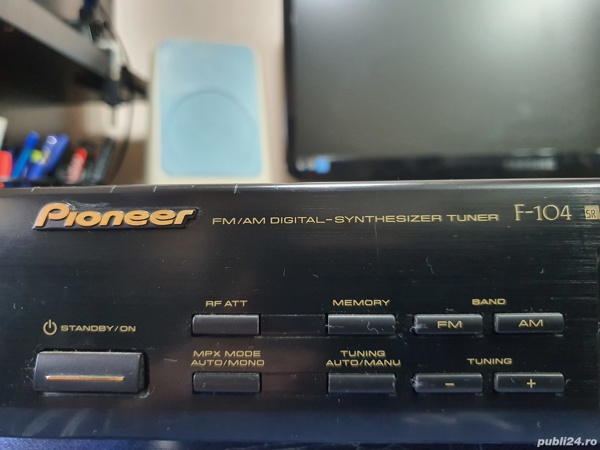 Pioneer FM/AM DIGITAL-SYNTHESIZER TUNER F-104 SR
RF ATT MEMORY BAND
STANDBY/ON
FM AM
MPX MODE TUNING TUNING
AUTO/MONO AUTO/MANU
- +
publi24.ro